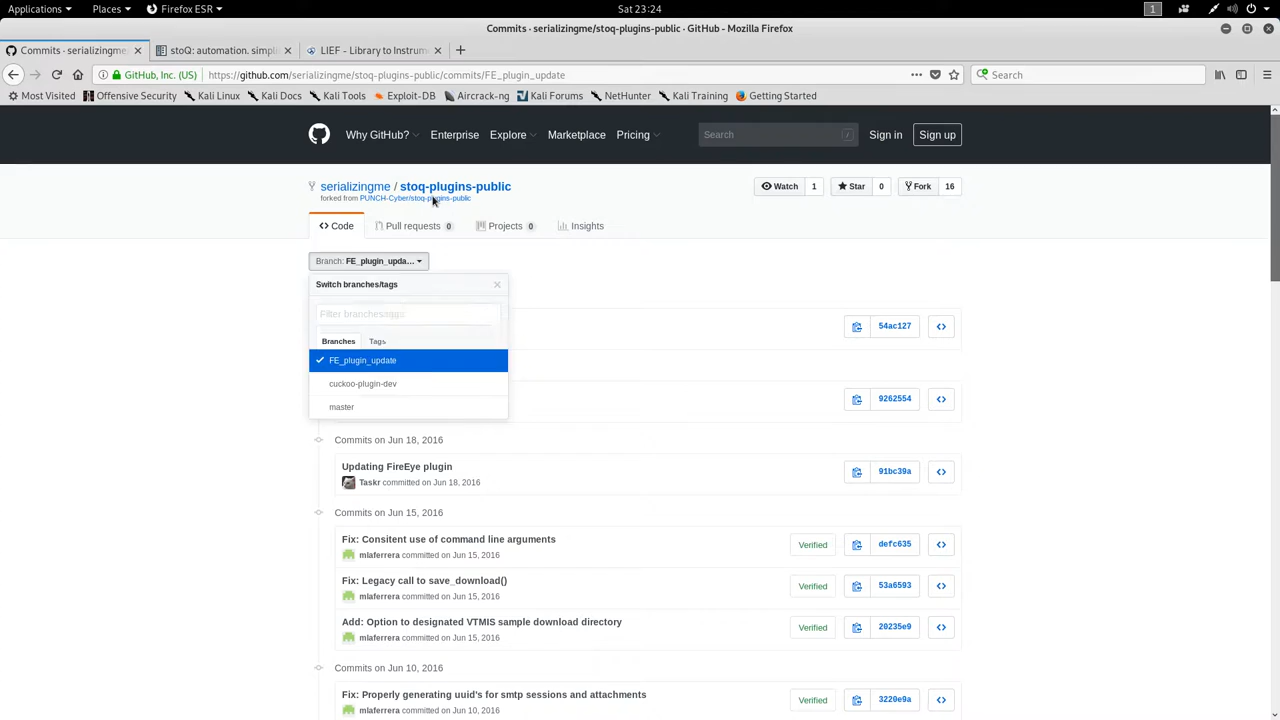 Applications Places Firefox ESR Sat 23:24 1
Commits · serializingme/stoq-plugins-public · GitHub - Mozilla Firefox
Commits · serializingme/ stoQ: automation. simpli LIEF - Library to Instrum
GitHub, Inc. (US) https://github.com/serializingme/stoq-plugins-public/commits/FE_plugin_update Search
Most Visited Offensive Security Kali Linux Kali Docs Kali Tools Exploit-DB Aircrack-ng Kali Forums NetHunter Kali Training Getting Started
Why GitHub? Enterprise Explore Marketplace Pricing Search / Sign in Sign up
serializingme / stoq-plugins-public Watch 1 Star 0 Fork 16
forked from PUNCH-Cyber/stoq-plugins-public
Code Pull requests 0 Projects 0 Insights
Branch: FE_plugin_upda...
Switch branches/tags
Filter branches/tags
54ac127
Branches Tags
FE_plugin_update
cuckoo-plugin-dev
9262554
master
Commits on Jun 18, 2016
Updating FireEye plugin
91bc39a
Taskr committed on Jun 18, 2016
Commits on Jun 15, 2016
Fix: Consitent use of command line arguments
Verified defc635
mlaferrera committed on Jun 15, 2016
Fix: Legacy call to save_download()
Verified 53a6593
mlaferrera committed on Jun 15, 2016
Add: Option to designated VTMIS sample download directory
Verified 20235e9
mlaferrera committed on Jun 15, 2016
Commits on Jun 10, 2016
Fix: Properly generating uuid's for smtp sessions and attachments
Verified 3220e9a
mlaferrera committed on Jun 10, 2016